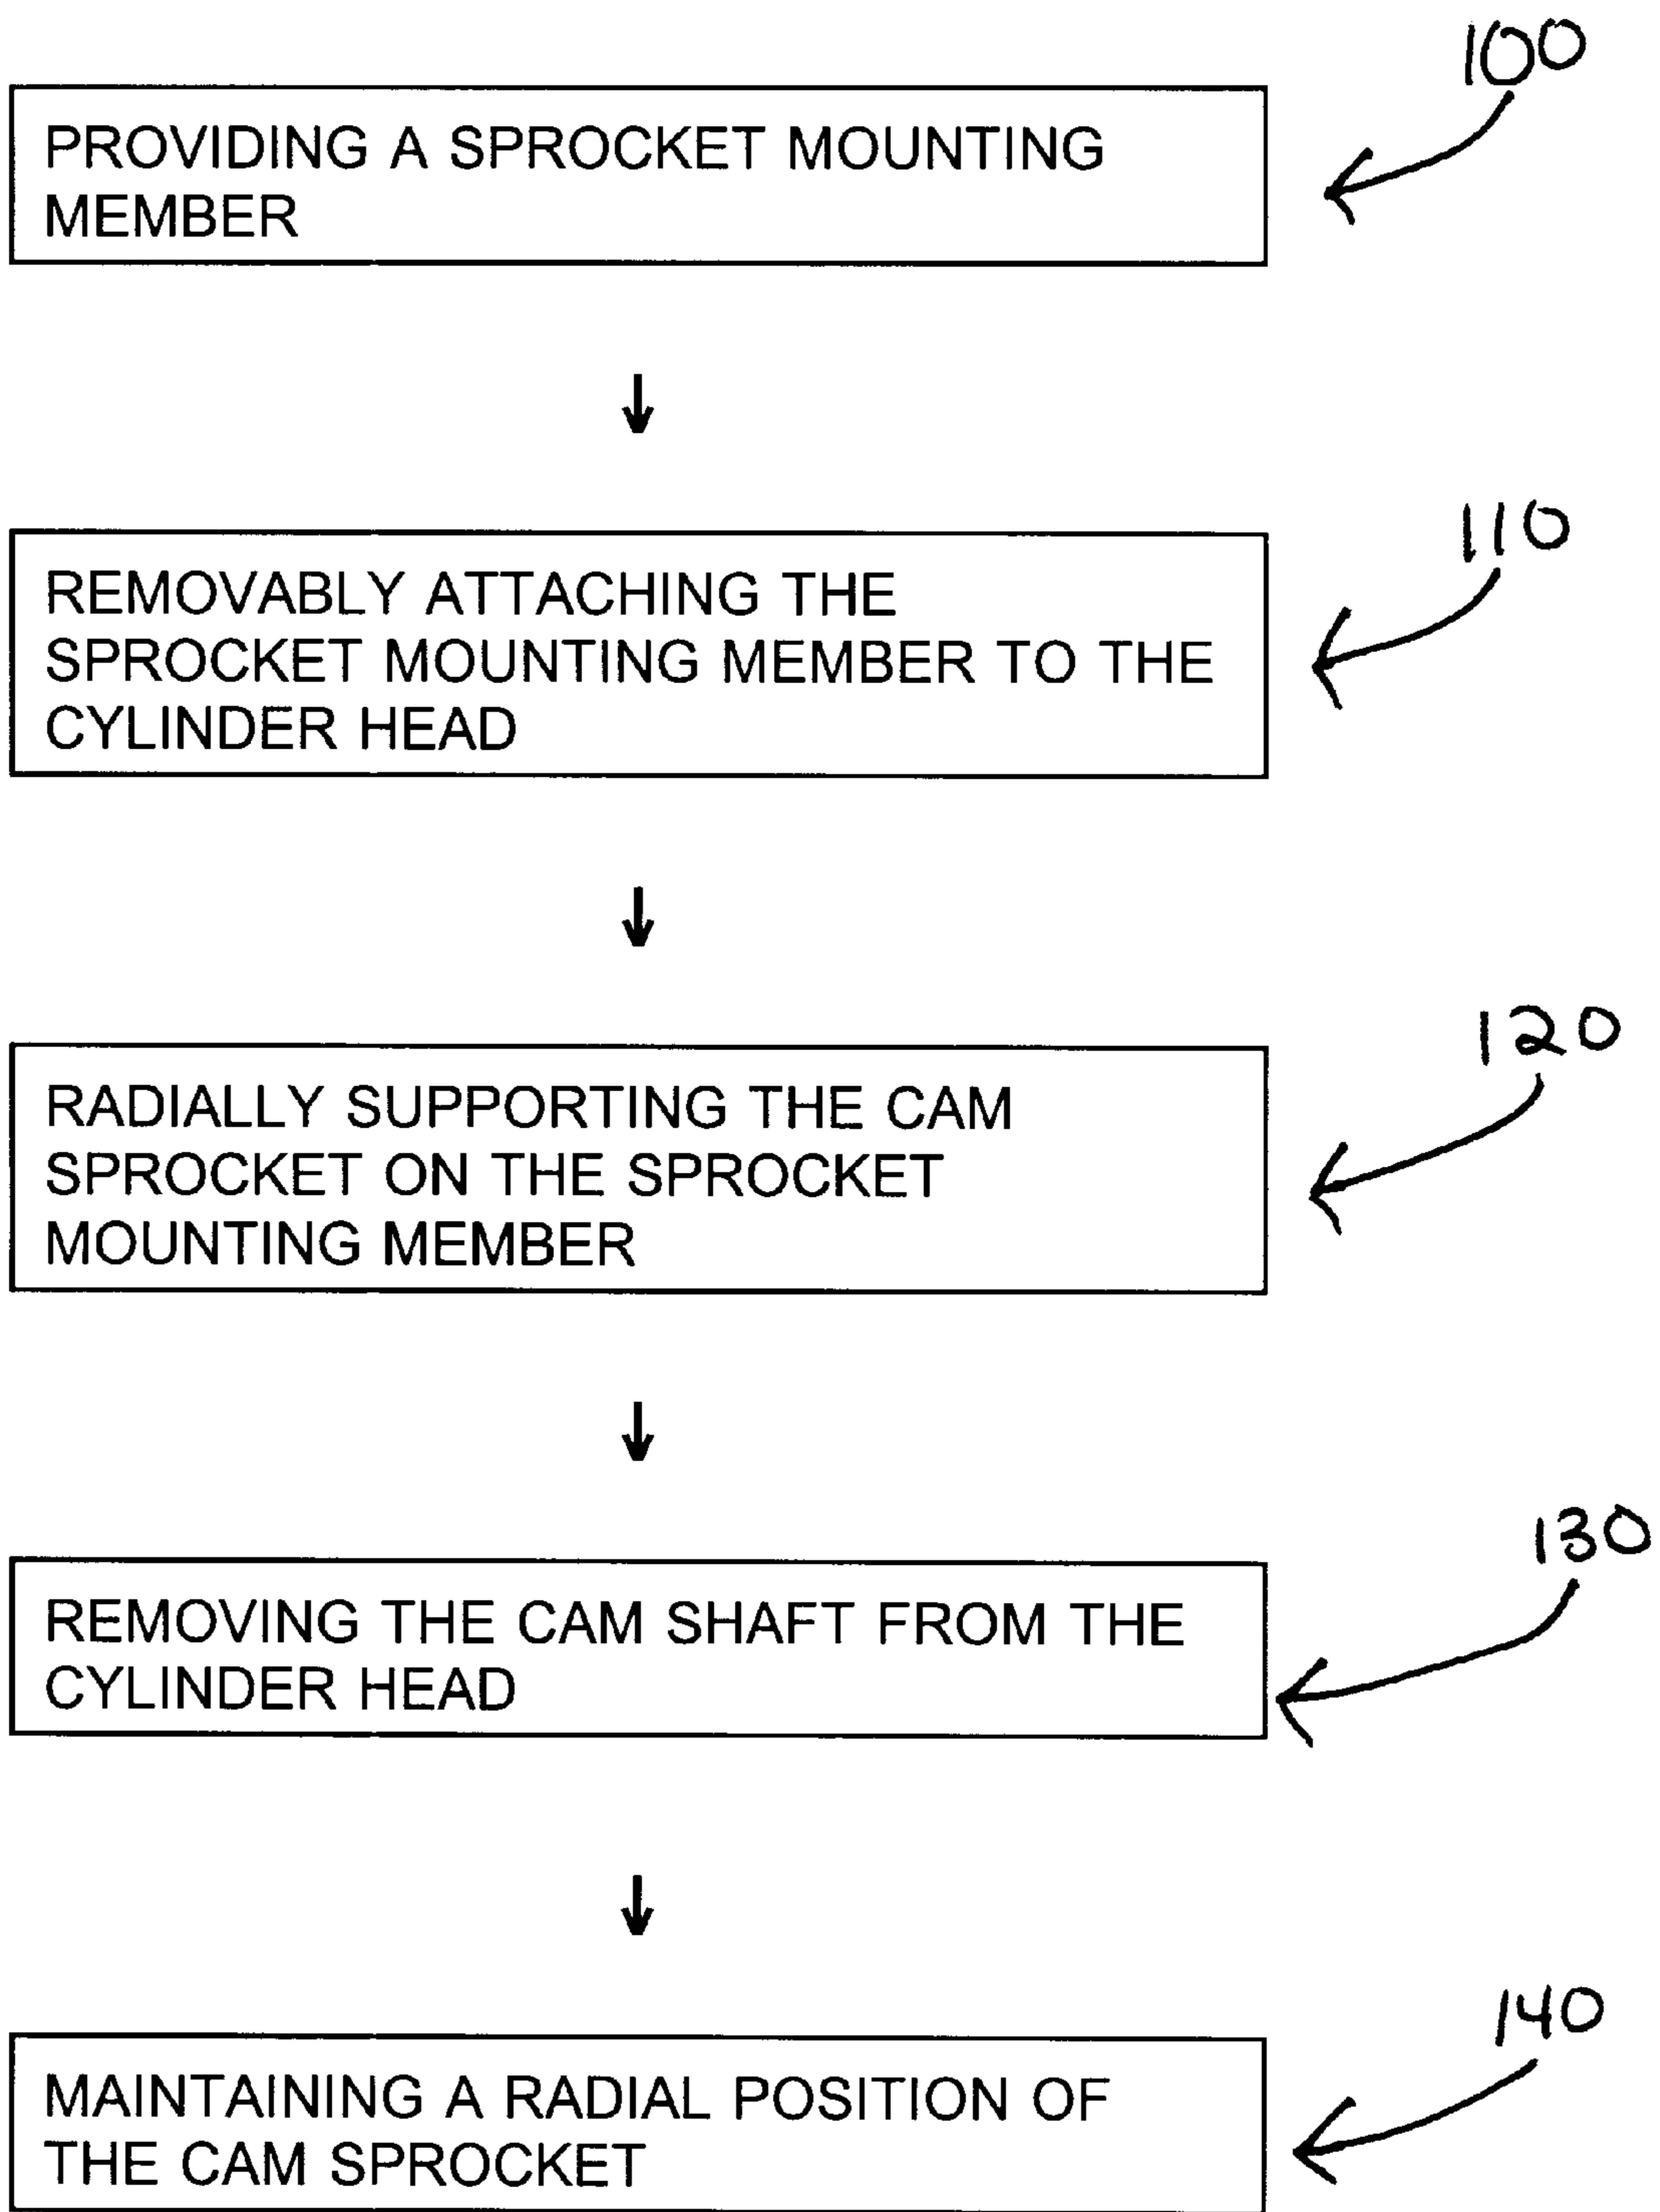 100
PROVIDING A SPROCKET MOUNTING
MEMBER
110
REMOVABLY ATTACHING THE
SPROCKET MOUNTING MEMBER TO THE
CYLINDER HEAD
120
RADIALLY SUPPORTING THE CAM
SPROCKET ON THE SPROCKET
MOUNTING MEMBER
130
REMOVING THE CAM SHAFT FROM THE
CYLINDER HEAD
140
MAINTAINING A RADIAL POSITION OF
THE CAM SPROCKET